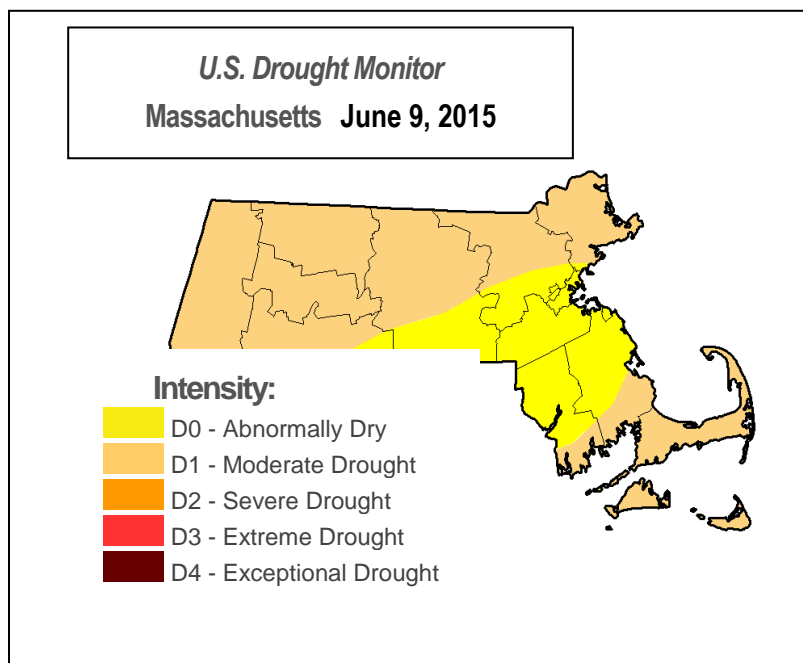 U.S. Drought Monitor
Massachusetts June 9, 2015
Intensity:
D0 - Abnormally Dry
D1 - Moderate Drought
D2 - Severe Drought
D3 - Extreme Drought
D4 - Exceptional Drought